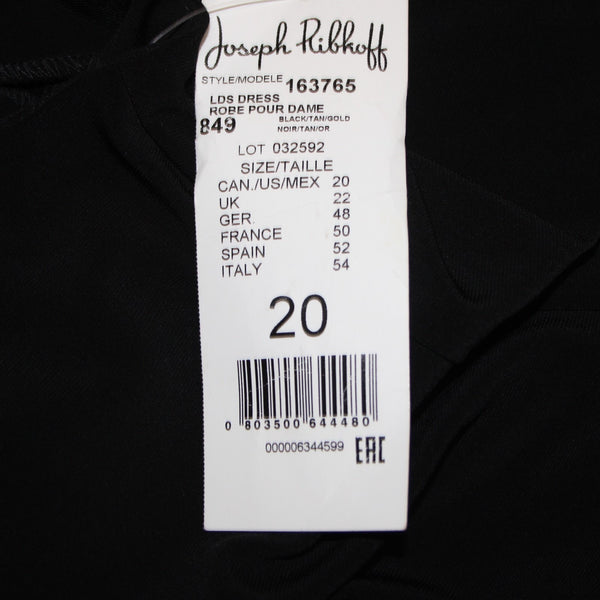 Joseph Ribkoff
STYLE/MODELE 163765
LDS DRESS
ROBE POUR DAME
849 BLACK/TAN/GOLD
NOIR/TAN/OR
LOT 032592
SIZE/TAILLE
CAN./US/MEX 20
UK 22
GER. 48
FRANCE 50
SPAIN 52
ITALY 54
20
0 803500 644480
000006344599 EAC